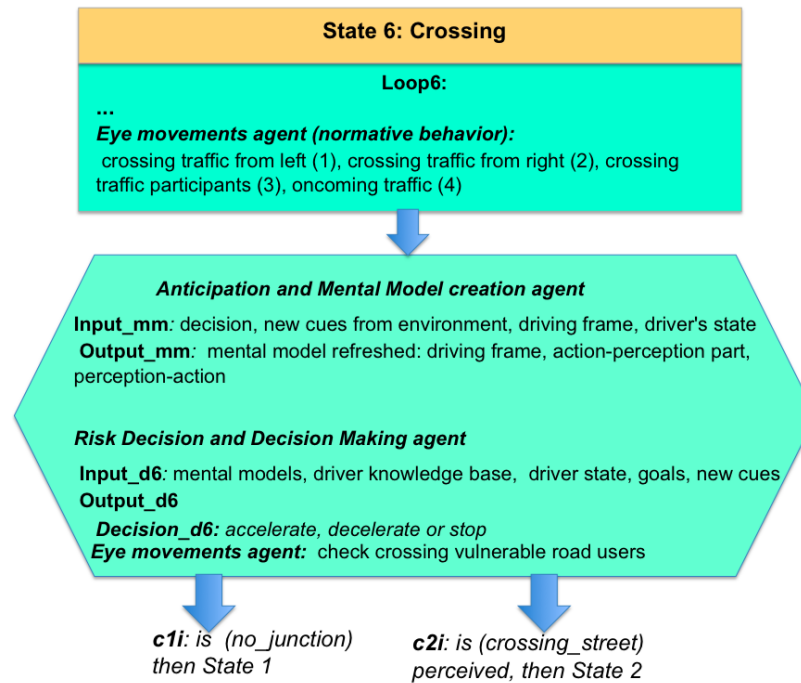 State 6: Crossing
Loop6:
...
Eye movements agent (normative behavior):
crossing traffic from left (1), crossing traffic from right (2), crossing
traffic participants (3), oncoming traffic (4)
Anticipation and Mental Model creation agent
Input_mm: decision, new cues from environment, driving frame, driver's state
Output_mm: mental model refreshed: driving frame, action-perception part,
perception-action
Risk Decision and Decision Making agent
Input_d6: mental models, driver knowledge base, driver state, goals, new cues
Output_d6
Decision_d6: accelerate, decelerate or stop
Eye movements agent: check crossing vulnerable road users
c1i: is (no_junction)
then State 1
c2i: is (crossing_street)
perceived, then State 2